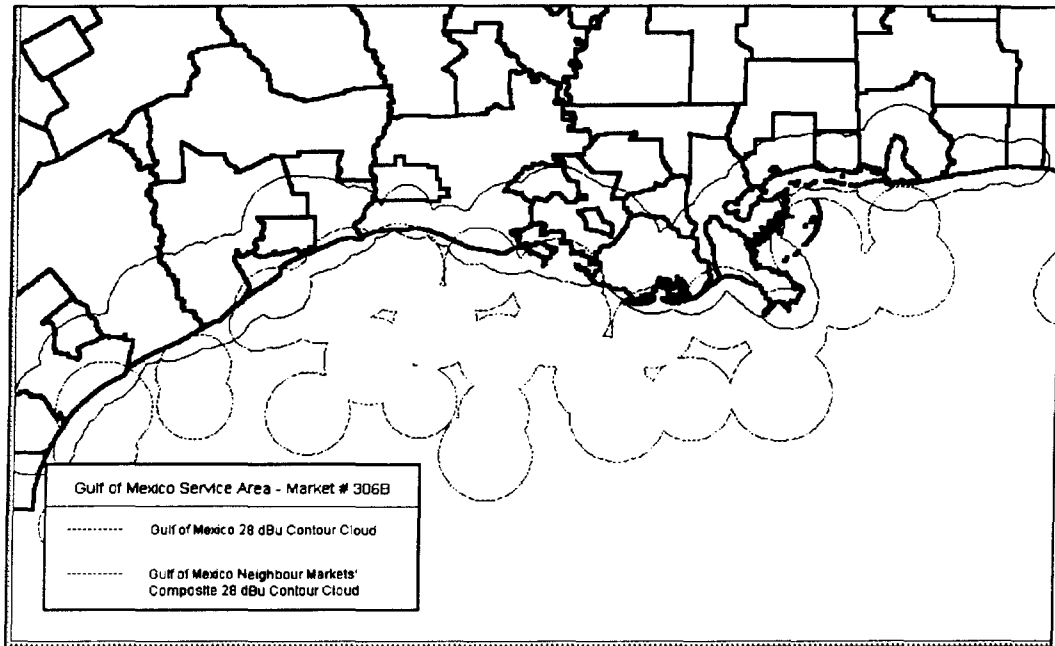 Gulf of Mexico Service Area - Market # 306B
Gulf of Mexico 28 dBu Contour Cloud
Gulf of Mexico Neighbour Markets'
Composite 28 dBu Contour Cloud